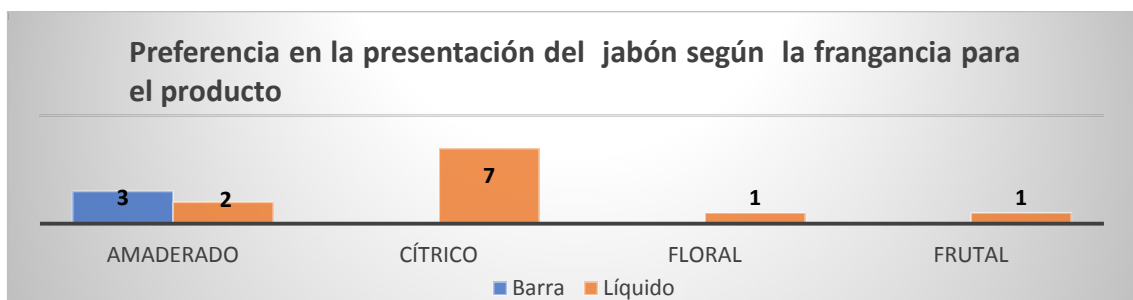 Preferencia en la presentación del jabón según la frangancia para
el producto
3
2
7
1
1
AMADERADO
CÍTRICO
FLORAL
FRUTAL
Barra
Líquido